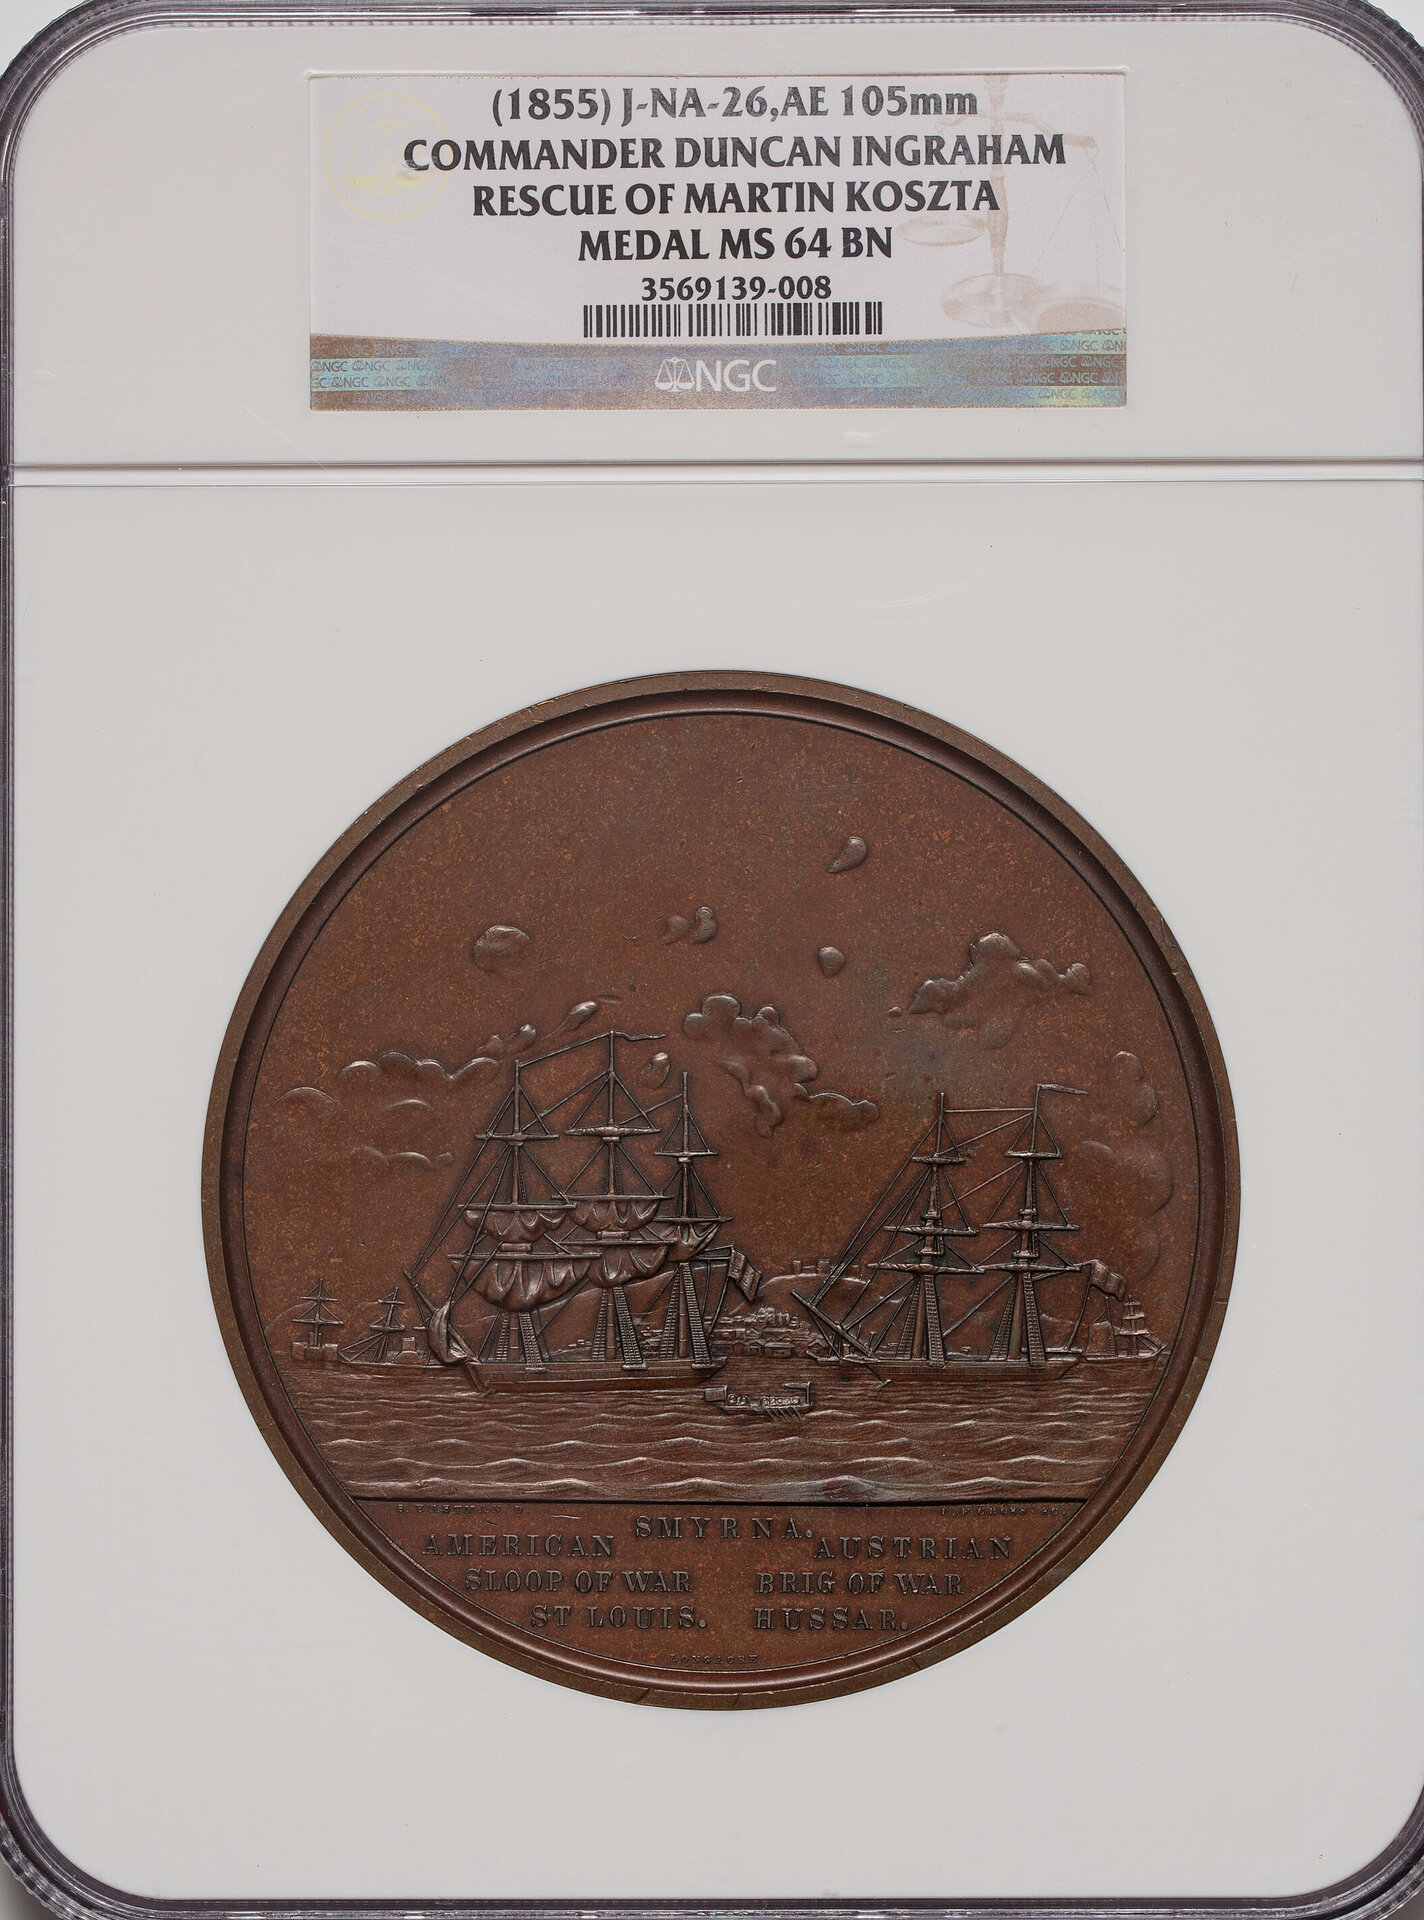 (1855) J-NA-26,AE 105mm
COMMANDER DUNCAN INGRAHAM
RESCUE OF MARTIN KOSZTA
MEDAL MS 64 BN
3569139-008
NGC
S. EASTMAN D.
SMYRNA.
AMERICAN AUSTRIAN
SLOOP OF WAR BRIG OF WAR
ST LOUIS. HUSSAR.
LONGACRE